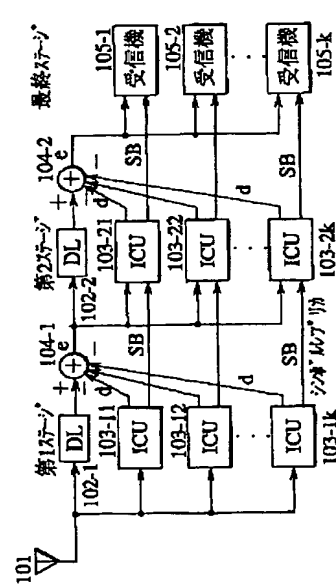 第1ステージ
第2ステージ
最終ステージ
101
102-1
DL
104-1
e
+
+
−
d
102-2
DL
104-2
e
+
+
−
d
103-11
ICU
SB
103-21
ICU
SB
105-1
受信機
103-12
ICU
103-22
ICU
105-2
受信機
103-1k
ICU
d
SB
シンボルレプリカ
103-2k
ICU
d
SB
105-k
受信機